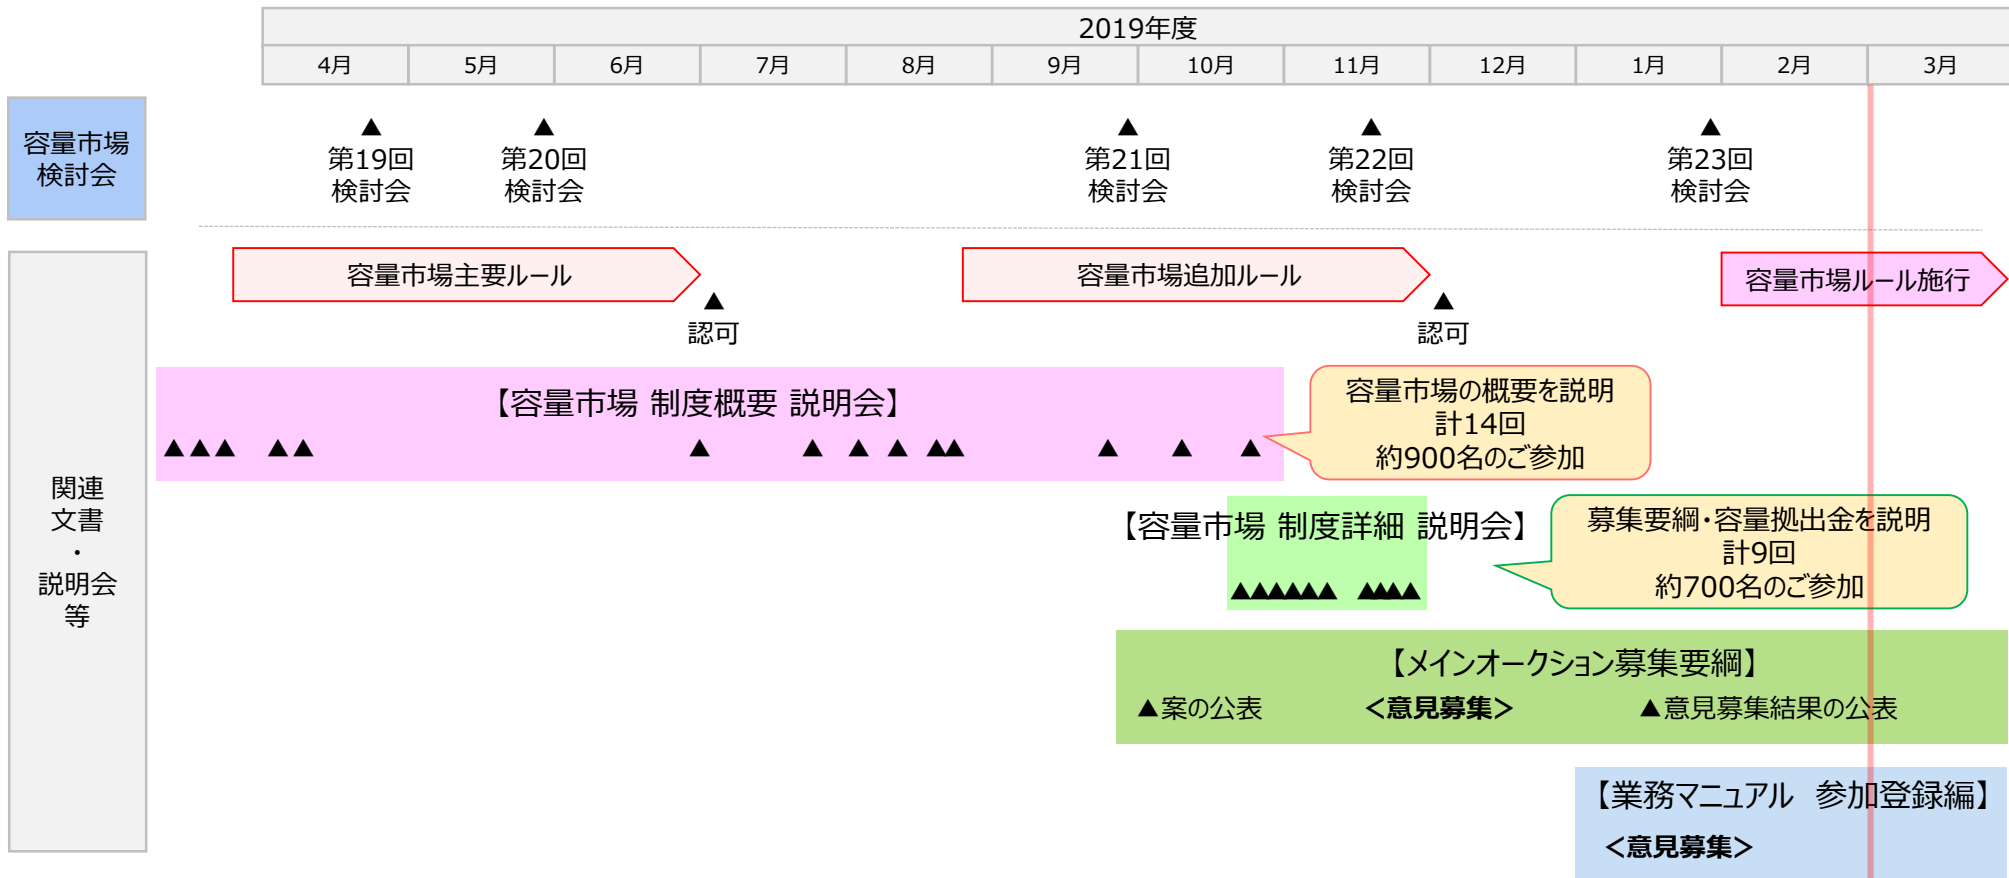 2019年度
4月 5月 6月 7月 8月 9月 10月 11月 12月 1月 2月 3月
容量市場
検討会
▲ ▲ ▲ ▲ ▲
第19回 第20回 第21回 第22回 第23回
検討会 検討会 検討会 検討会 検討会
関連
文書
・
説明会
等
容量市場主要ルール 容量市場追加ルール 容量市場ルール施行
▲ ▲
認可 認可
【容量市場 制度概要 説明会】
▲▲▲ ▲▲ ▲ ▲ ▲ ▲ ▲▲ ▲ ▲ ▲
容量市場の概要を説明
計14回
約900名のご参加
【容量市場 制度詳細 説明会】
▲▲▲▲▲▲ ▲▲▲▲
募集要綱・容量拠出金を説明
計9回
約700名のご参加
【メインオークション募集要綱】
▲案の公表 <意見募集> ▲意見募集結果の公表
【業務マニュアル 参加登録編】
<意見募集>